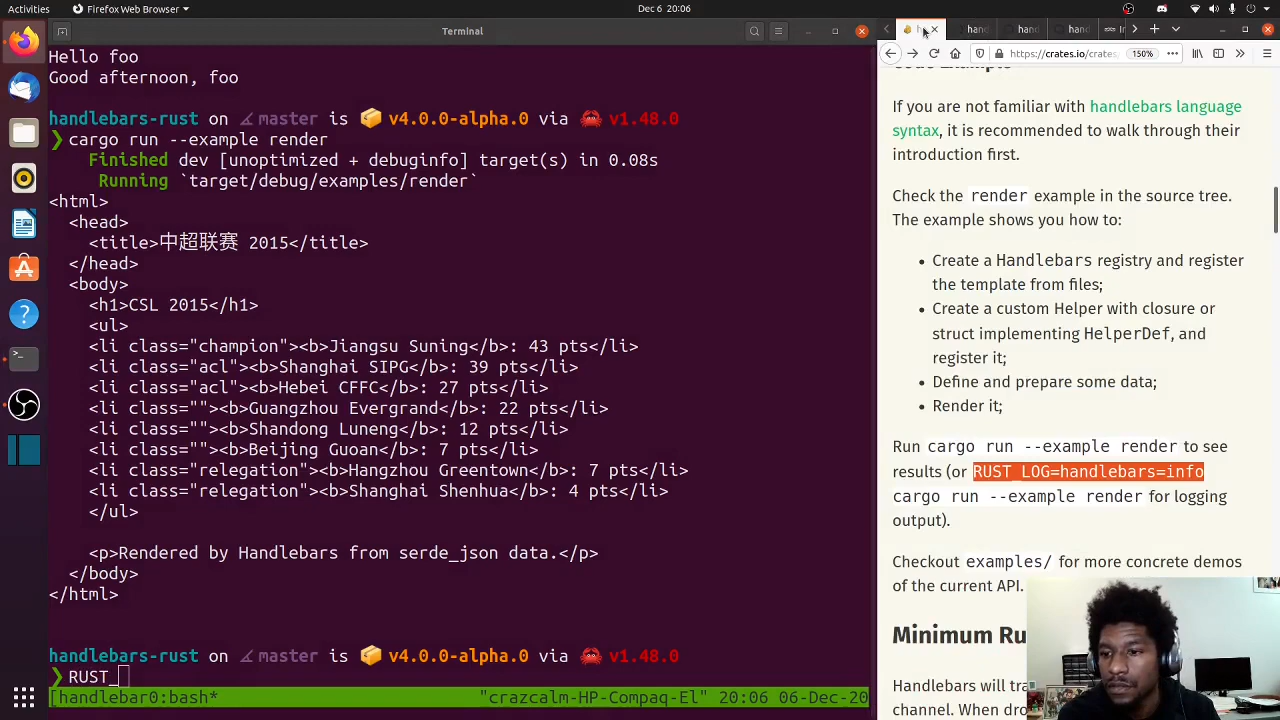 Activities
Firefox Web Browser
Dec 6 20:06
Terminal
Hello foo
Good afternoon, foo
handlebars-rust on master is 📦 v4.0.0-alpha.0 via 🦀 v1.48.0
❯ cargo run --example render
Finished dev [unoptimized + debuginfo] target(s) in 0.08s
Running `target/debug/examples/render`
<html>
<head>
<title>中超联赛 2015</title>
</head>
<body>
<h1>CSL 2015</h1>
<ul>
<li class="champion"><b>Jiangsu Suning</b>: 43 pts</li>
<li class="acl"><b>Shanghai SIPG</b>: 39 pts</li>
<li class="acl"><b>Hebei CFFC</b>: 27 pts</li>
<li class=""><b>Guangzhou Evergrand</b>: 22 pts</li>
<li class=""><b>Shandong Luneng</b>: 12 pts</li>
<li class=""><b>Beijing Guoan</b>: 7 pts</li>
<li class="relegation"><b>Hangzhou Greentown</b>: 7 pts</li>
<li class="relegation"><b>Shanghai Shenhua</b>: 4 pts</li>
</ul>
<p>Rendered by Handlebars from serde_json data.</p>
</body>
</html>
handlebars-rust on master is 📦 v4.0.0-alpha.0 via 🦀 v1.48.0
❯ RUST_
[handlebar0:bash* "crazcalm-HP-Compaq-El" 20:06 06-Dec-20
hand
hand
hand
https://crates.io/crates
150%
If you are not familiar with handlebars language
syntax, it is recommended to walk through their
introduction first.
Check the render example in the source tree.
The example shows you how to:
• Create a Handlebars registry and register
the template from files;
• Create a custom Helper with closure or
struct implementing HelperDef, and
register it;
• Define and prepare some data;
• Render it;
Run cargo run --example render to see
results (or RUST_LOG=handlebars=info
cargo run --example render for logging
output).
Checkout examples/ for more concrete demos
of the current API.
Minimum Ru
Handlebars will tra
channel. When dro